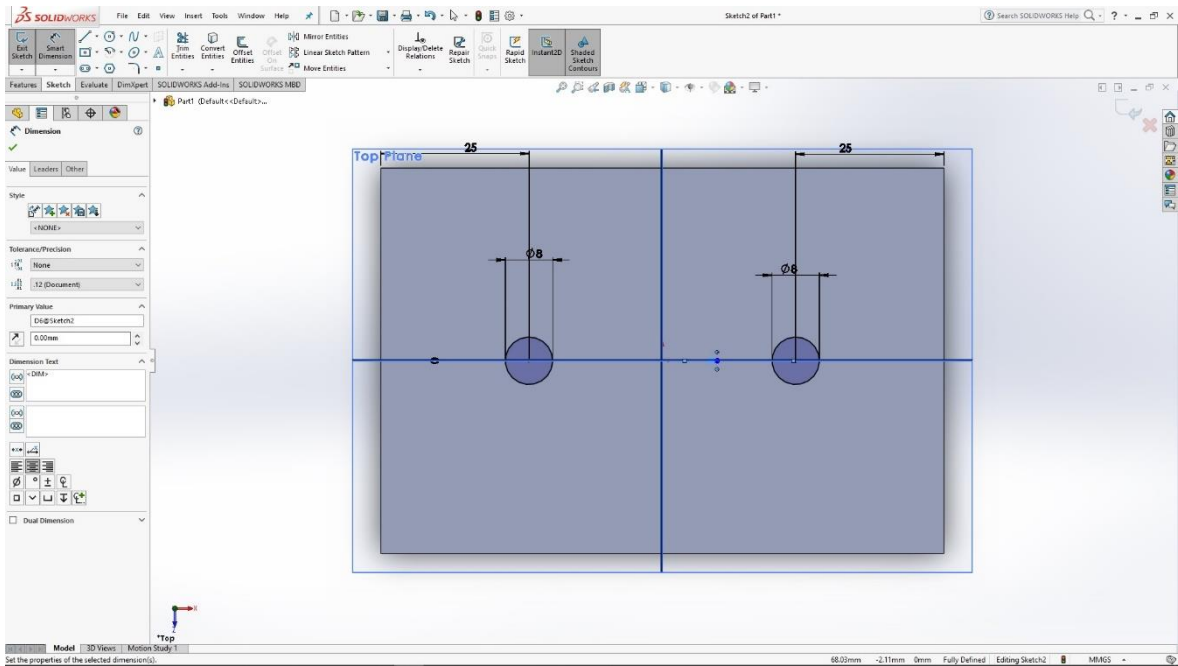 SOLIDWORKS File Edit View Insert Tools Window Help Sketch2 of Part1 * Search SOLIDWORKS Help
Exit Sketch Smart Dimension Trim Entities Convert Entities Offset Entities Offset On Surface Mirror Entities Linear Sketch Pattern Move Entities Display/Delete Relations Repair Sketch Quick Snaps Rapid Sketch Instant2D Shaded Sketch Contours
Features Sketch Evaluate DimXpert SOLIDWORKS Add-Ins SOLIDWORKS MBD
Part1 (Default<<Default>...
Dimension
Value Leaders Other
Style
<NONE>
Tolerance/Precision
None
.12 (Document)
Primary Value
D6@Sketch2
0.00mm
Dimension Text
<DIM>
Dual Dimension
Top Plane
25
25
Ø8
Ø8
0
X
Z
*Top
Model 3D Views Motion Study 1
Set the properties of the selected dimension(s). 68.03mm -2.11mm 0mm Fully Defined Editing Sketch2 MMGS